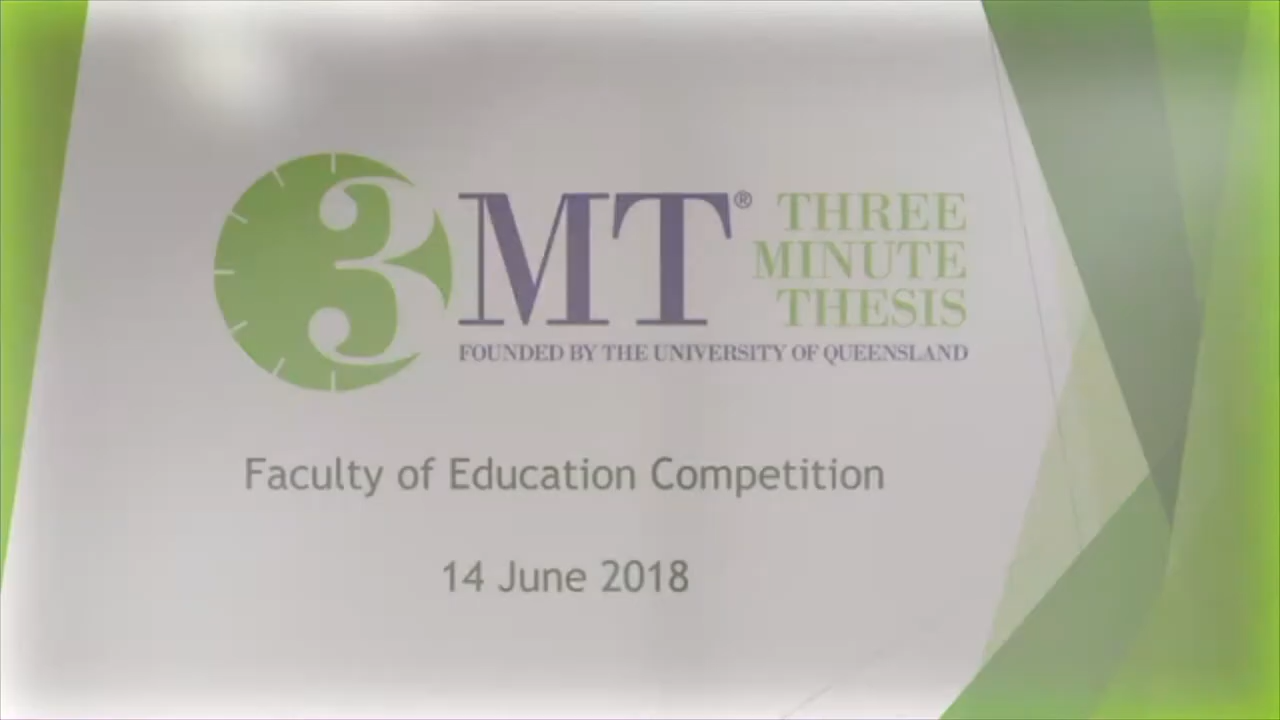 3MT®
THREE
MINUTE
THESIS
FOUNDED BY THE UNIVERSITY OF QUEENSLAND
Faculty of Education Competition
14 June 2018